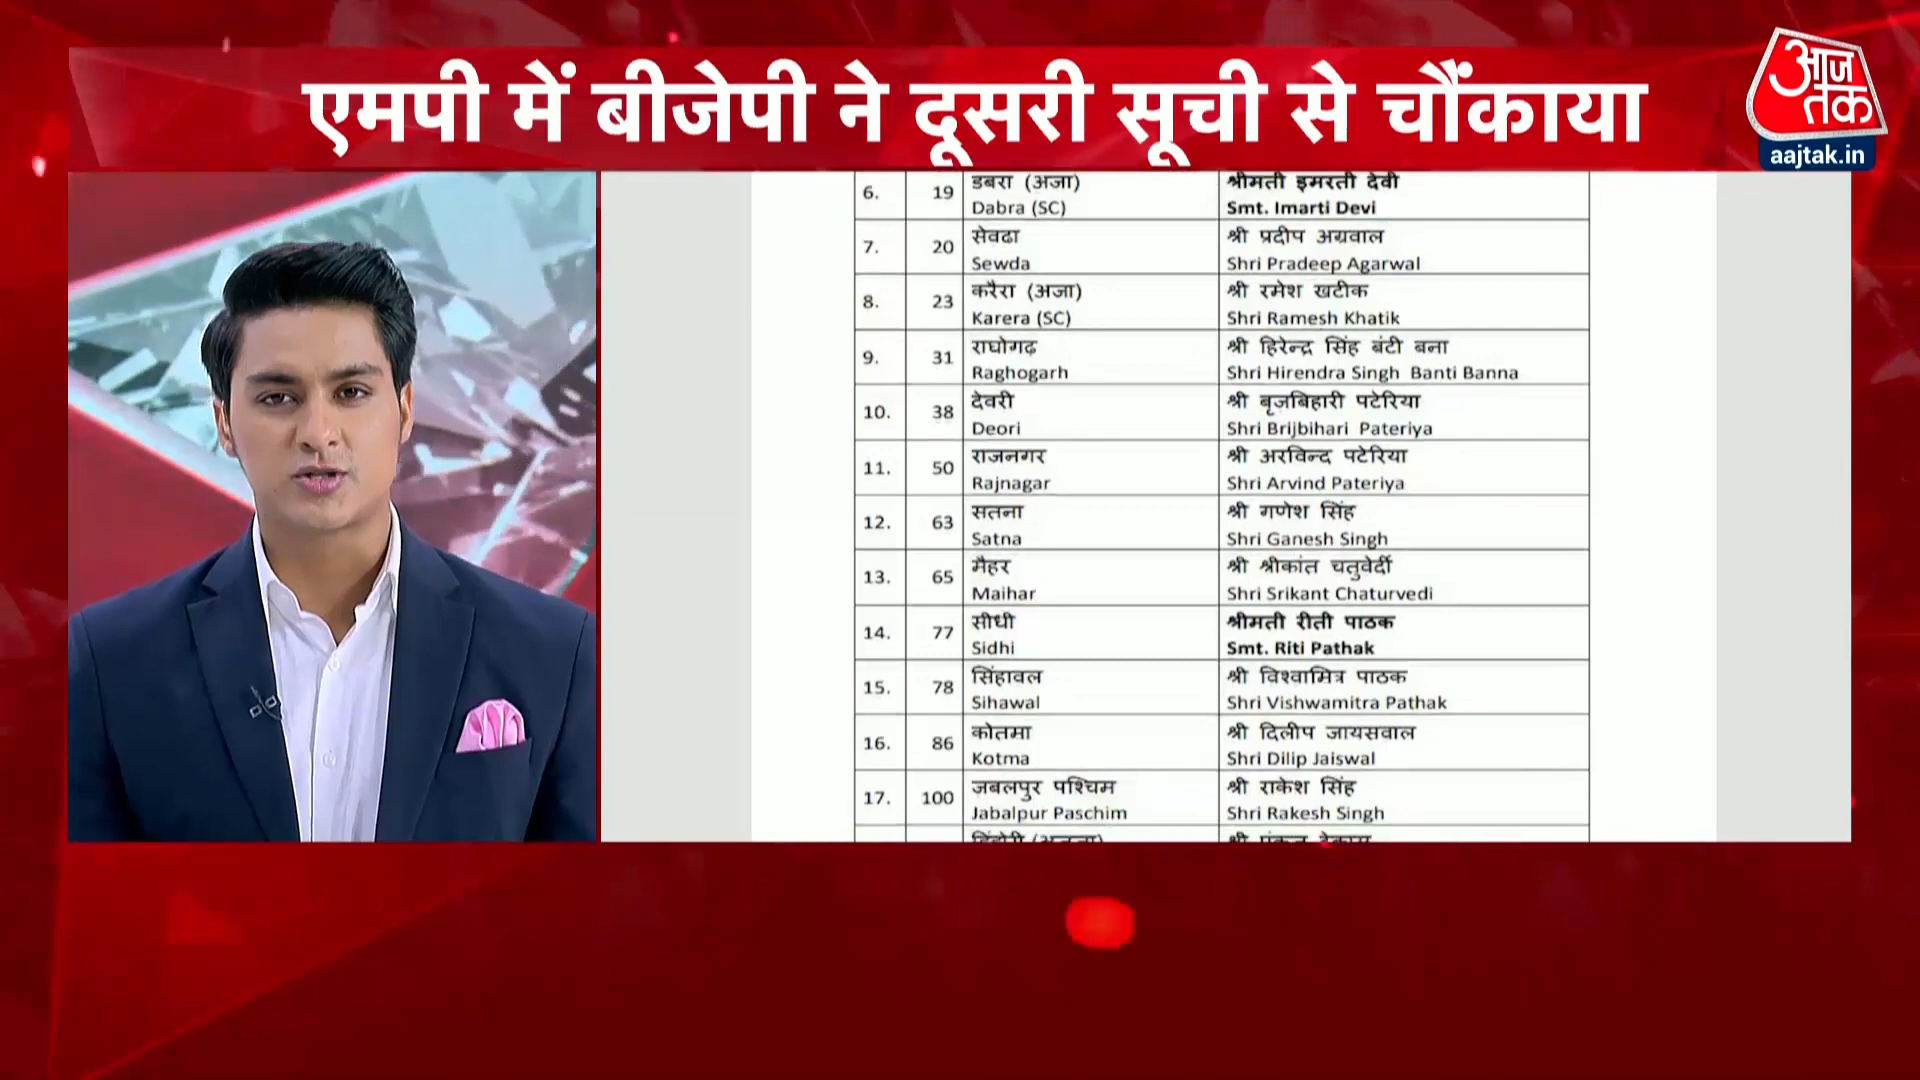 एमपी में बीजेपी ने दूसरी सूची से चौंकाया
आज तक
aajtak.in
6. 19 डबरा (अजा) श्रीमती इमरती देवी
Dabra (SC) Smt. Imarti Devi
7. 20 सेवढा श्री प्रदीप अग्रवाल
Sewda Shri Pradeep Agarwal
8. 23 करैरा (अजा) श्री रमेश खटीक
Karera (SC) Shri Ramesh Khatik
9. 31 राघोगढ़ श्री हिरेन्द्र सिंह बंटी बना
Raghogarh Shri Hirendra Singh Banti Banna
10. 38 देवरी श्री बृजबिहारी पटेरिया
Deori Shri Brijbihari Pateriya
11. 50 राजनगर श्री अरविन्द पटेरिया
Rajnagar Shri Arvind Pateriya
12. 63 सतना श्री गणेश सिंह
Satna Shri Ganesh Singh
13. 65 मैहर श्री श्रीकांत चतुर्वेदी
Maihar Shri Srikant Chaturvedi
14. 77 सीधी श्रीमती रीती पाठक
Sidhi Smt. Riti Pathak
15. 78 सिंहावल श्री विश्वामित्र पाठक
Sihawal Shri Vishwamitra Pathak
16. 86 कोतमा श्री दिलीप जायसवाल
Kotma Shri Dilip Jaiswal
17. 100 जबलपुर पश्चिम श्री राकेश सिंह
Jabalpur Paschim Shri Rakesh Singh